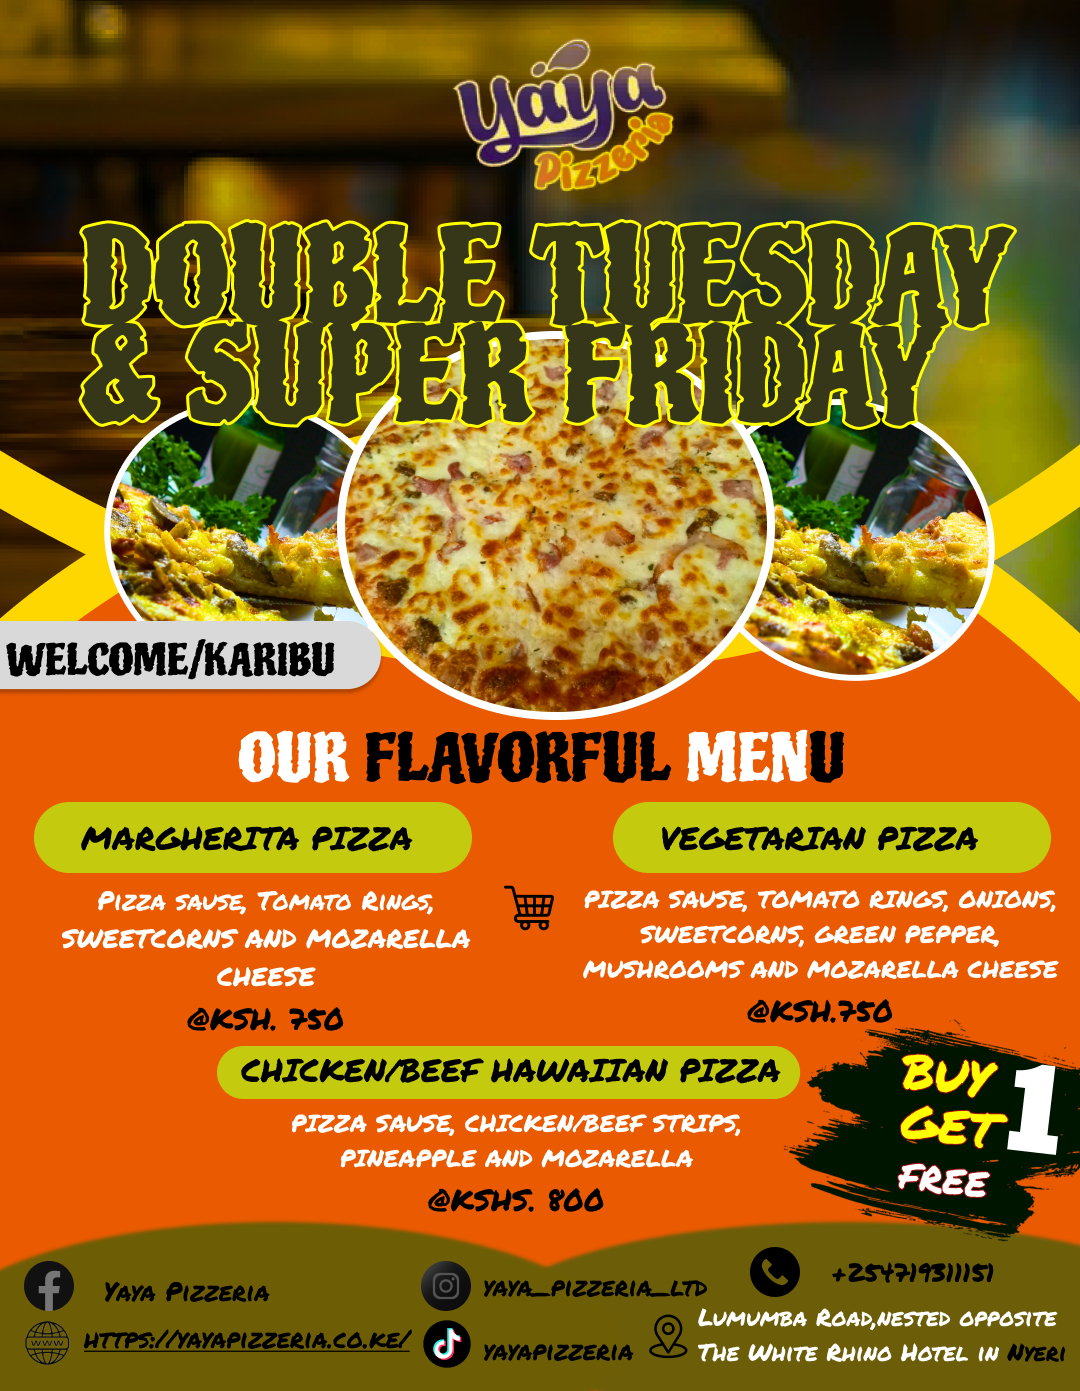 yaya
Pizzeria
DOUBLE TUESDAY
& SUPER FRIDAY
WELCOME/KARIBU
OUR FLAVORFUL MENU
MARGHERITA PIZZA
Pizza sause, Tomato Rings,
sweetcorns and mozarella
cheese
@KSH. 750
VEGETARIAN PIZZA
PIZZA SAUSE, TOMATO RINGS, ONIONS,
SWEETCORNS, GREEN PEPPER,
MUSHROOMS AND MOZARELLA CHEESE
@KSH.750
CHICKEN/BEEF HAWAIIAN PIZZA
PIZZA SAUSE, CHICKEN/BEEF STRIPS,
PINEAPPLE AND MOZARELLA
@KSHS. 800
BUY 1
GET
FREE
Yaya Pizzeria
yaya_pizzeria_ltd
+254719311151
https://yayapizzeria.co.ke/
www
yayapizzeria
Lumumba Road,nested opposite
The White Rhino Hotel in Nyeri